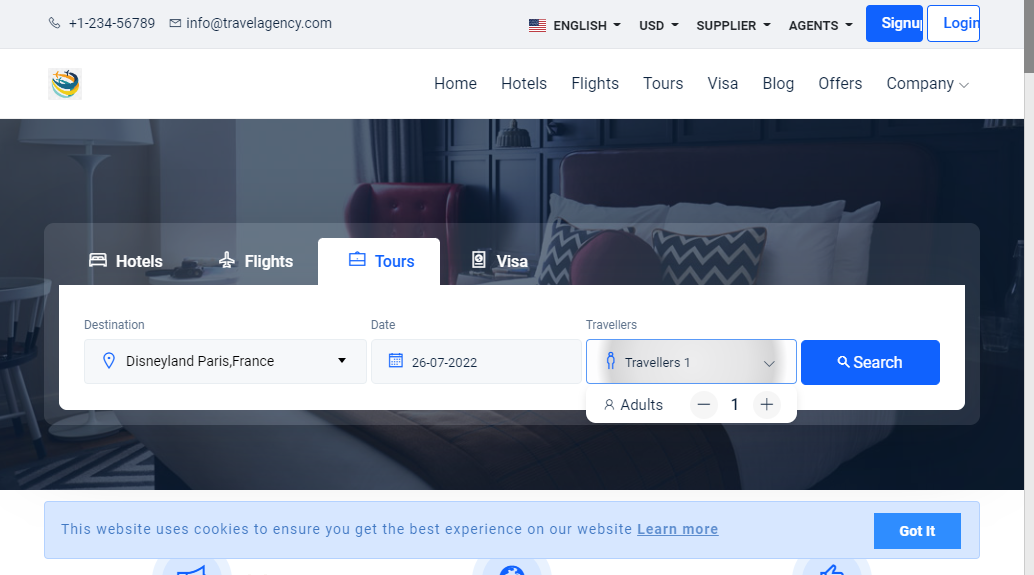 +1-234-56789 info@travelagency.com ENGLISH USD SUPPLIER AGENTS Signup Login
Home Hotels Flights Tours Visa Blog Offers Company
Hotels Flights Tours Visa
Destination Date Travellers
Disneyland Paris,France 26-07-2022 Travellers 1 Search
Adults 1
This website uses cookies to ensure you get the best experience on our website Learn more Got It